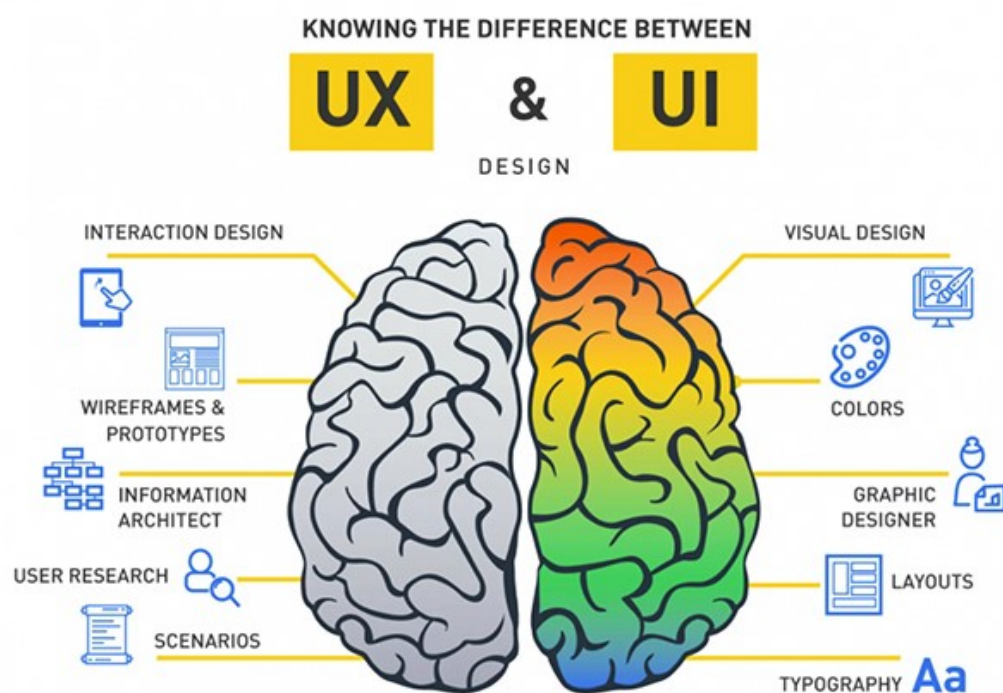 KNOWING THE DIFFERENCE BETWEEN
UX & UI
DESIGN
INTERACTION DESIGN
WIREFRAMES &
PROTOTYPES
INFORMATION
ARCHITECT
USER RESEARCH
SCENARIOS
VISUAL DESIGN
COLORS
GRAPHIC
DESIGNER
LAYOUTS
TYPOGRAPHY Aa